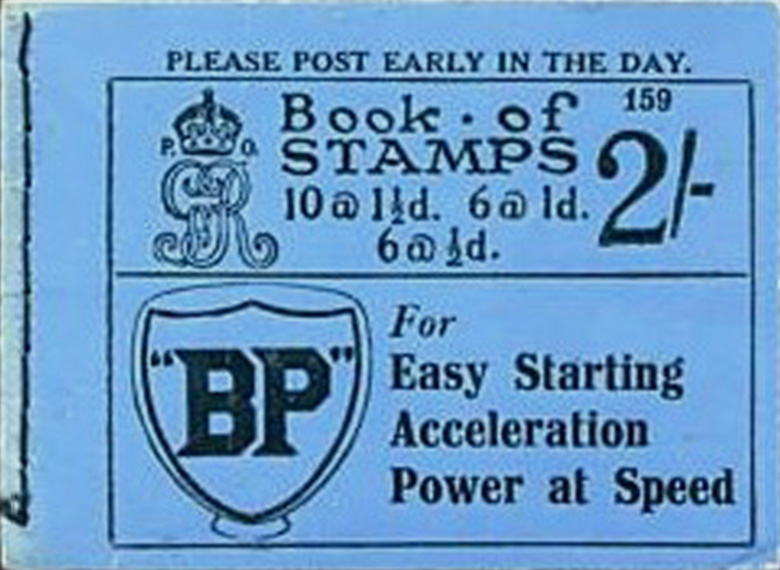 PLEASE POST EARLY IN THE DAY.
Book · of
159
P. O.
STAMPS
2/-
GvR
10 @ 1½d. 6 @ 1d.
6 @ ½d.
"BP"
For
Easy Starting
Acceleration
Power at Speed